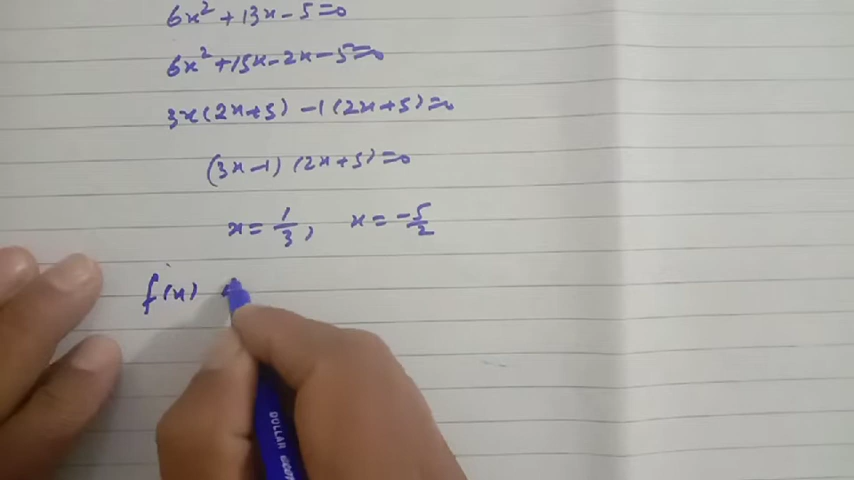 6x² + 13x - 5 = 0
6x² + 15x - 2x - 5 = 0
3x(2x+5) - 1(2x+5) = 0
(3x-1)(2x+5) = 0
x = 1/3, x = -5/2
f(x)
DOLLAR